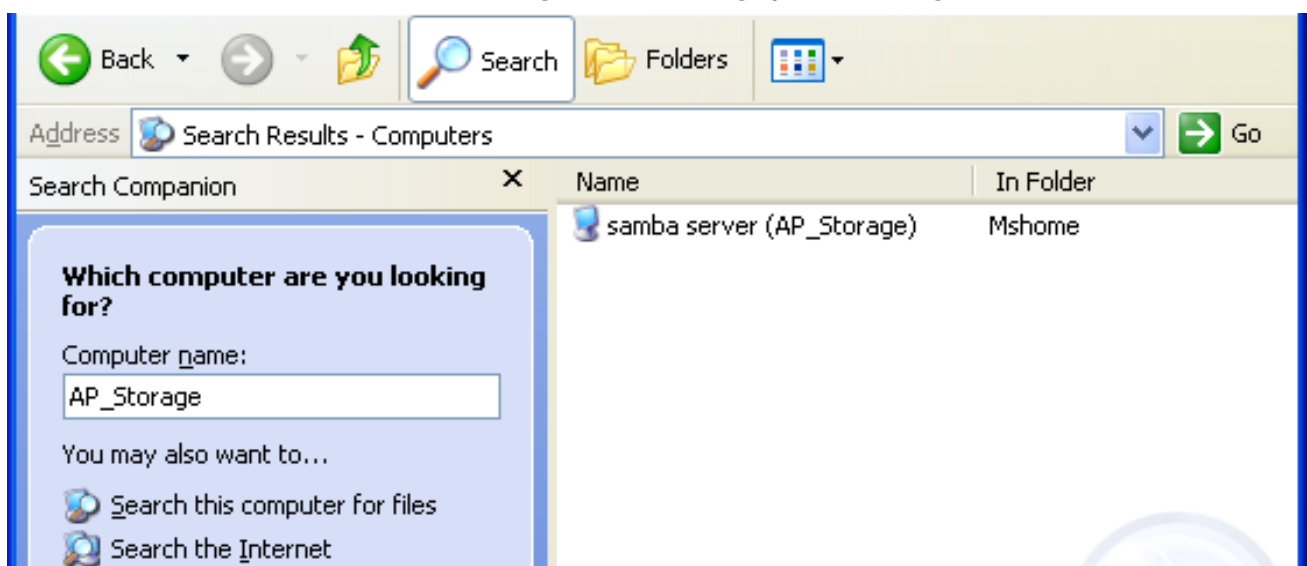 Back Search Folders
Address Search Results - Computers Go
Search Companion
Name In Folder
samba server (AP_Storage) Mshome
Which computer are you looking
for?
Computer name:
AP_Storage
You may also want to...
Search this computer for files
Search the Internet